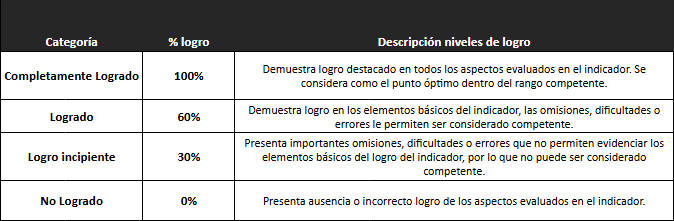 Categoría % logro Descripción niveles de logro
Completamente Logrado 100% Demuestra logro destacado en todos los aspectos evaluados en el indicador. Se
considera como el punto óptimo dentro del rango competente.
Logrado 60% Demuestra logro en los elementos básicos del indicador, las omisiones, dificultades o
errores le permiten ser considerado competente.
Logro incipiente 30% Presenta importantes omisiones, dificultades o errores que no permiten evidenciar los
elementos básicos del logro del indicador, por lo que no puede ser considerado
competente.
No Logrado 0% Presenta ausencia o incorrecto logro de los aspectos evaluados en el indicador.